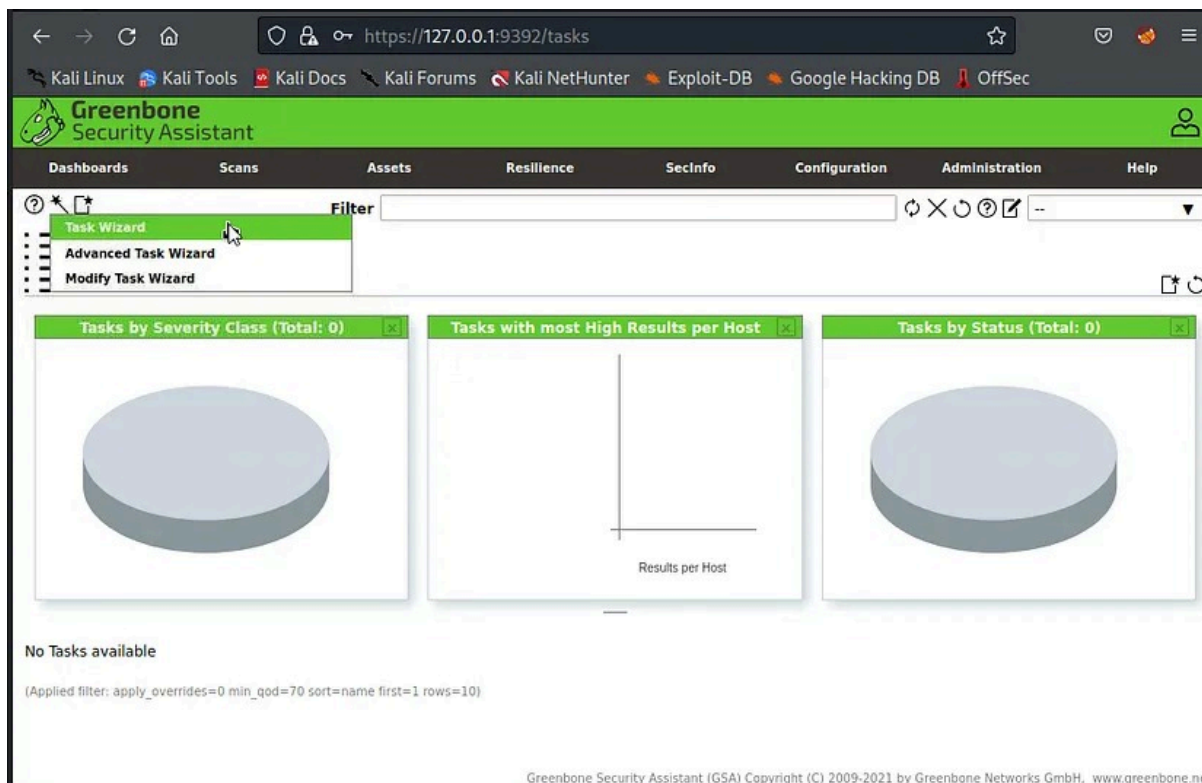 https://127.0.0.1:9392/tasks
Kali Linux Kali Tools Kali Docs Kali Forums Kali NetHunter Exploit-DB Google Hacking DB OffSec
Greenbone
Security Assistant
Dashboards Scans Assets Resilience SecInfo Configuration Administration Help
Filter --
Task Wizard
Advanced Task Wizard
Modify Task Wizard
Tasks by Severity Class (Total: 0)
Tasks with most High Results per Host
Tasks by Status (Total: 0)
Results per Host
No Tasks available
(Applied filter: apply_overrides=0 min_qod=70 sort=name first=1 rows=10)
Greenbone Security Assistant (GSA) Copyright (C) 2009-2021 by Greenbone Networks GmbH, www.greenbone.n